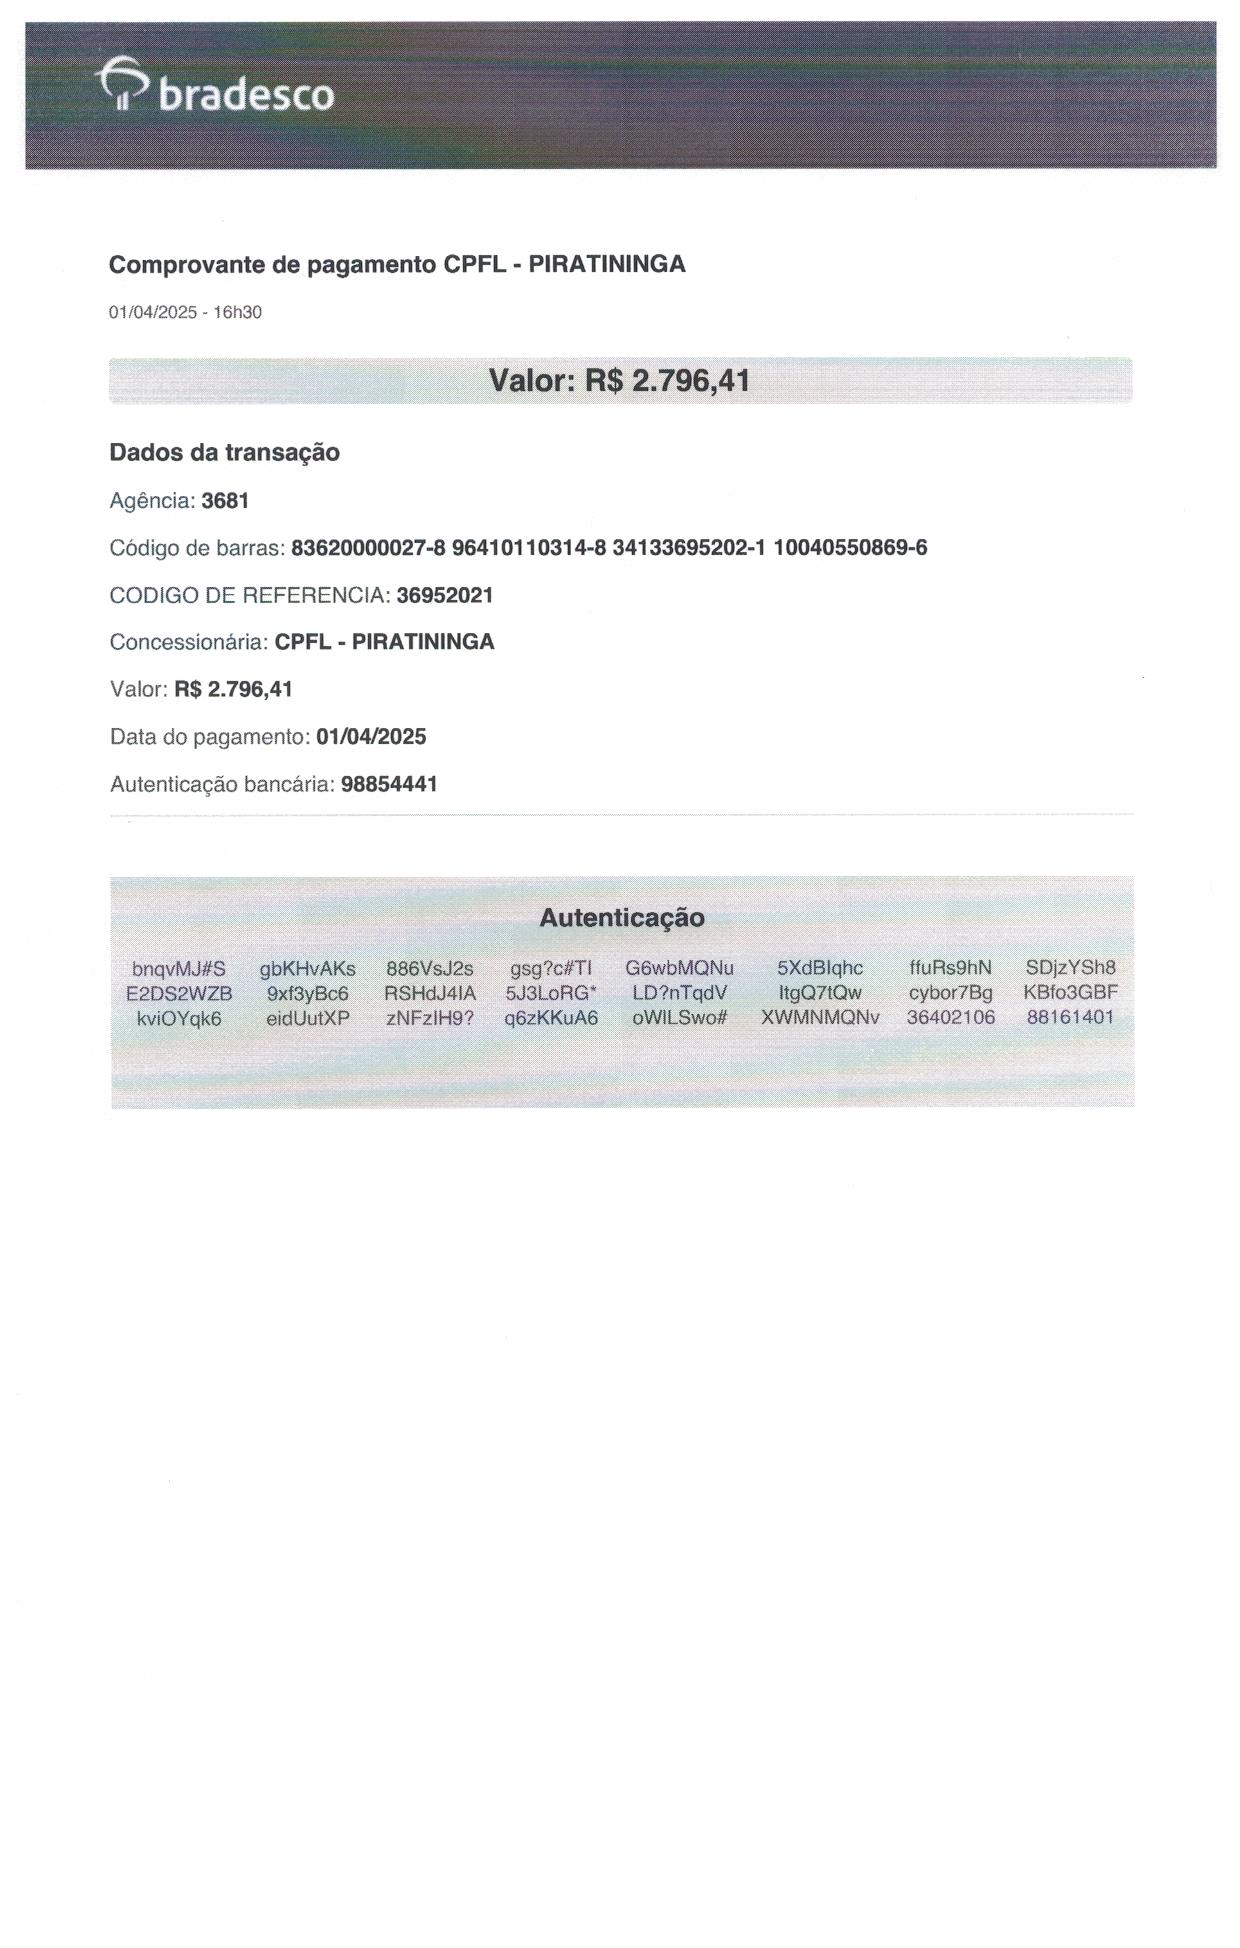 bradesco
Comprovante de pagamento CPFL - PIRATININGA
01/04/2025 - 16h30
Valor: R$ 2.796,41
Dados da transação
Agência: 3681
Código de barras: 83620000027-8 96410110314-8 34133695202-1 10040550869-6
CODIGO DE REFERENCIA: 36952021
Concessionária: CPFL - PIRATININGA
Valor: R$ 2.796,41
Data do pagamento: 01/04/2025
Autenticação bancária: 98854441
Autenticação
bnqvMJ#S gbKHvAKs 886VsJ2s gsg?c#TI G6wbMQNu 5XdBIqhc ffuRs9hN SDjzYSh8
E2DS2WZB 9xf3yBc6 RSHdJ4IA 5J3LoRG* LD?nTqdV ItgQ7tQw cybor7Bg KBfo3GBF
kviOYqk6 eidUutXP zNFzIH9? q6zKKuA6 oWILSwo# XWMNMQNv 36402106 88161401